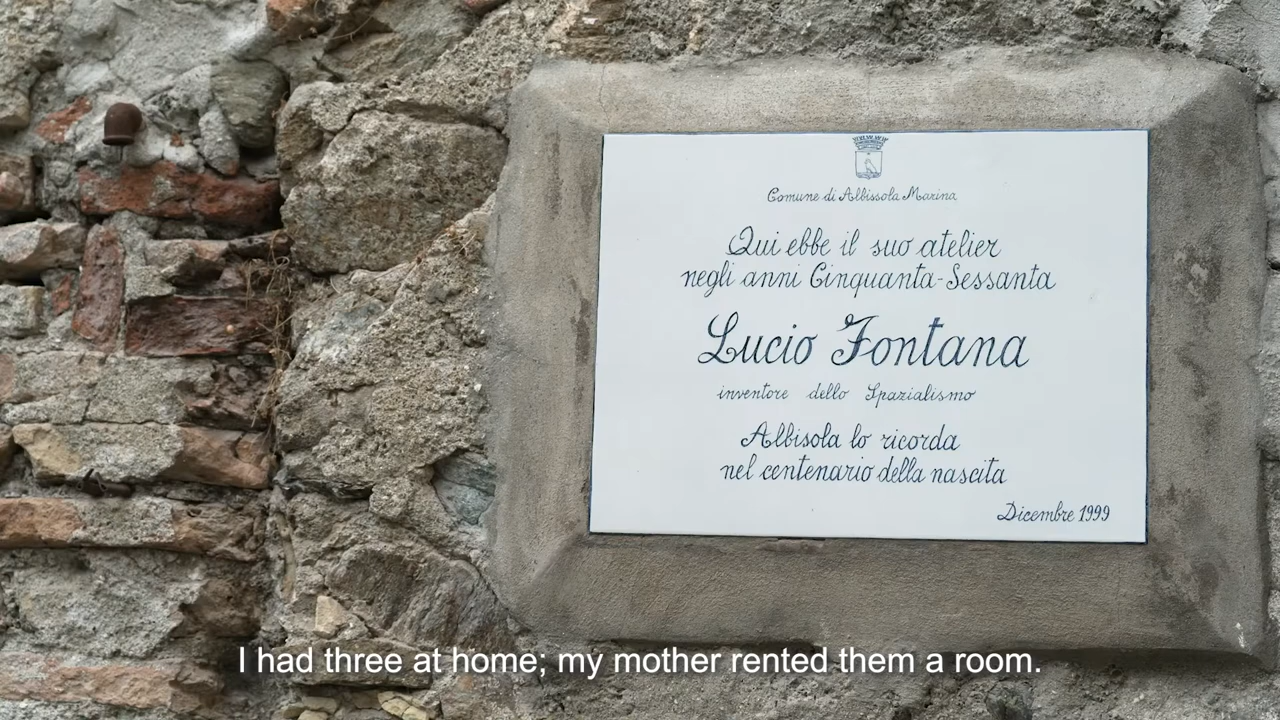 Comune di Albissola Marina
Qui ebbe il suo atelier
negli anni Cinquanta-Sessanta
Lucio Fontana
inventore dello Spazialismo
Albisola lo ricorda
nel centenario della nascita
Dicembre 1999
I had three at home; my mother rented them a room.